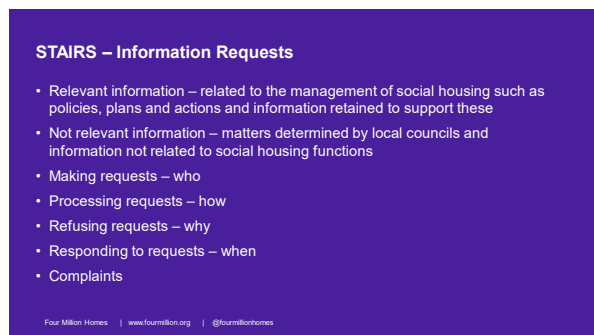 STAIRS – Information Requests
• Relevant information – related to the management of social housing such as
policies, plans and actions and information retained to support these
• Not relevant information – matters determined by local councils and
information not related to social housing functions
• Making requests – who
• Processing requests – how
• Refusing requests – why
• Responding to requests – when
• Complaints
Four Million Homes | www.fourmillion.org | @fourmillionhomes